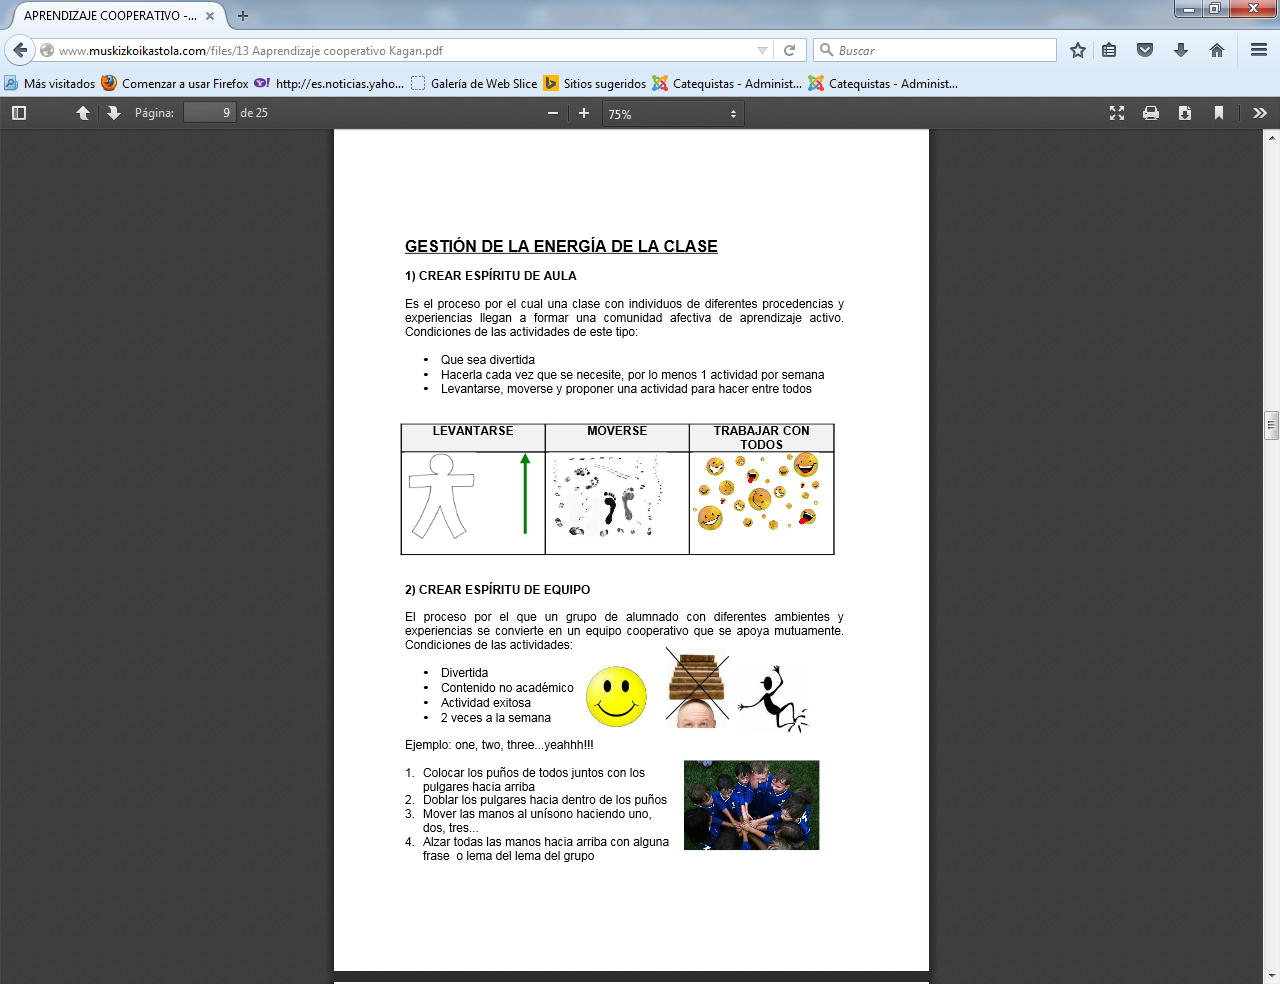 APRENDIZAJE COOPERATIVO -...
www.muskizkoikastola.com/files/13 Aaprendizaje cooperativo Kagan.pdf
Buscar
Más visitados Comenzar a usar Firefox http://es.noticias.yaho... Galería de Web Slice Sitios sugeridos Catequistas - Administ... Catequistas - Administ...
Página: 9 de 25 75%
GESTIÓN DE LA ENERGÍA DE LA CLASE
1) CREAR ESPÍRITU DE AULA
Es el proceso por el cual una clase con individuos de diferentes procedencias y
experiencias llegan a formar una comunidad afectiva de aprendizaje activo.
Condiciones de las actividades de este tipo:
• Que sea divertida
• Hacerla cada vez que se necesite, por lo menos 1 actividad por semana
• Levantarse, moverse y proponer una actividad para hacer entre todos
LEVANTARSE MOVERSE TRABAJAR CON
TODOS
2) CREAR ESPÍRITU DE EQUIPO
El proceso por el que un grupo de alumnado con diferentes ambientes y
experiencias se convierte en un equipo cooperativo que se apoya mutuamente.
Condiciones de las actividades:
• Divertida
• Contenido no académico
• Actividad exitosa
• 2 veces a la semana
Ejemplo: one, two, three...yeahhh!!!
1. Colocar los puños de todos juntos con los
pulgares hacia arriba
2. Doblar los pulgares hacia dentro de los puños
3. Mover las manos al unísono haciendo uno,
dos, tres...
4. Alzar todas las manos hacia arriba con alguna
frase o lema del lema del grupo